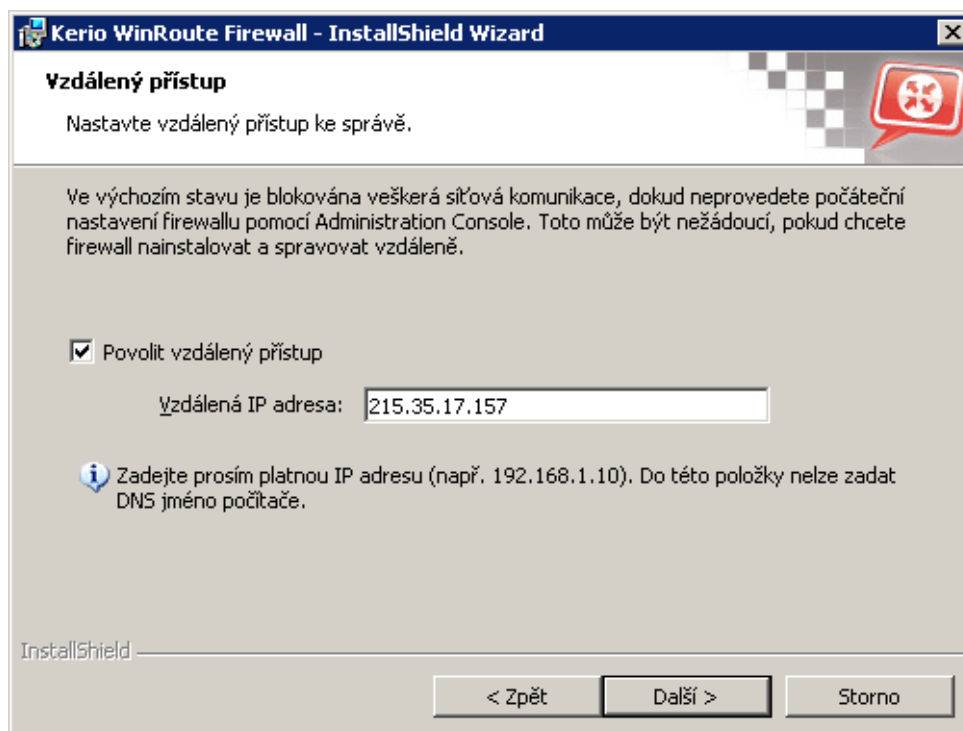 Kerio WinRoute Firewall - InstallShield Wizard
Vzdálený přístup
Nastavte vzdálený přístup ke správě.
Ve výchozím stavu je blokována veškerá síťová komunikace, dokud neprovedete počáteční
nastavení firewallu pomocí Administration Console. Toto může být nežádoucí, pokud chcete
firewall nainstalovat a spravovat vzdáleně.
Povolit vzdálený přístup
Vzdálená IP adresa: 215.35.17.157
Zadejte prosím platnou IP adresu (např. 192.168.1.10). Do této položky nelze zadat
DNS jméno počítače.
InstallShield
< Zpět Další > Storno